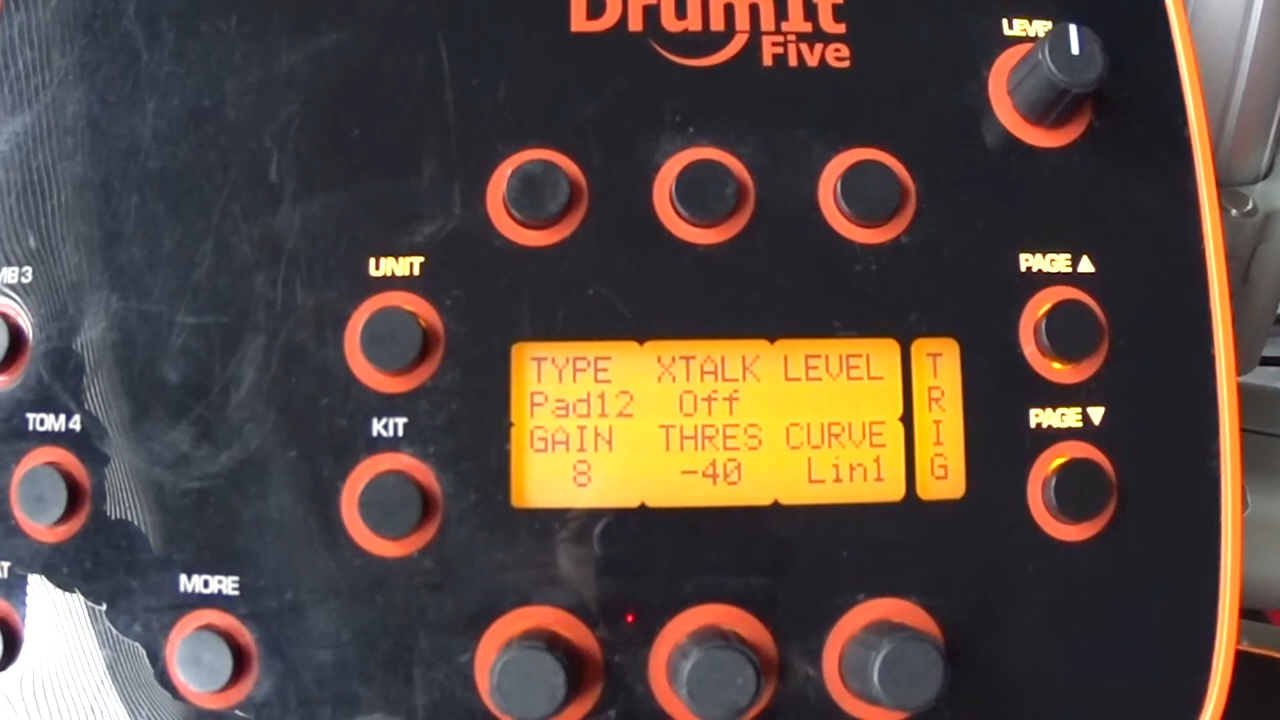 DrumIt
Five
LEVEL
UNIT
PAGE ▲
TYPE XTALK LEVEL
Pad12 Off
GAIN THRES CURVE
8 -40 Lin1
TRIG
TOM 4
KIT
PAGE ▼
MORE